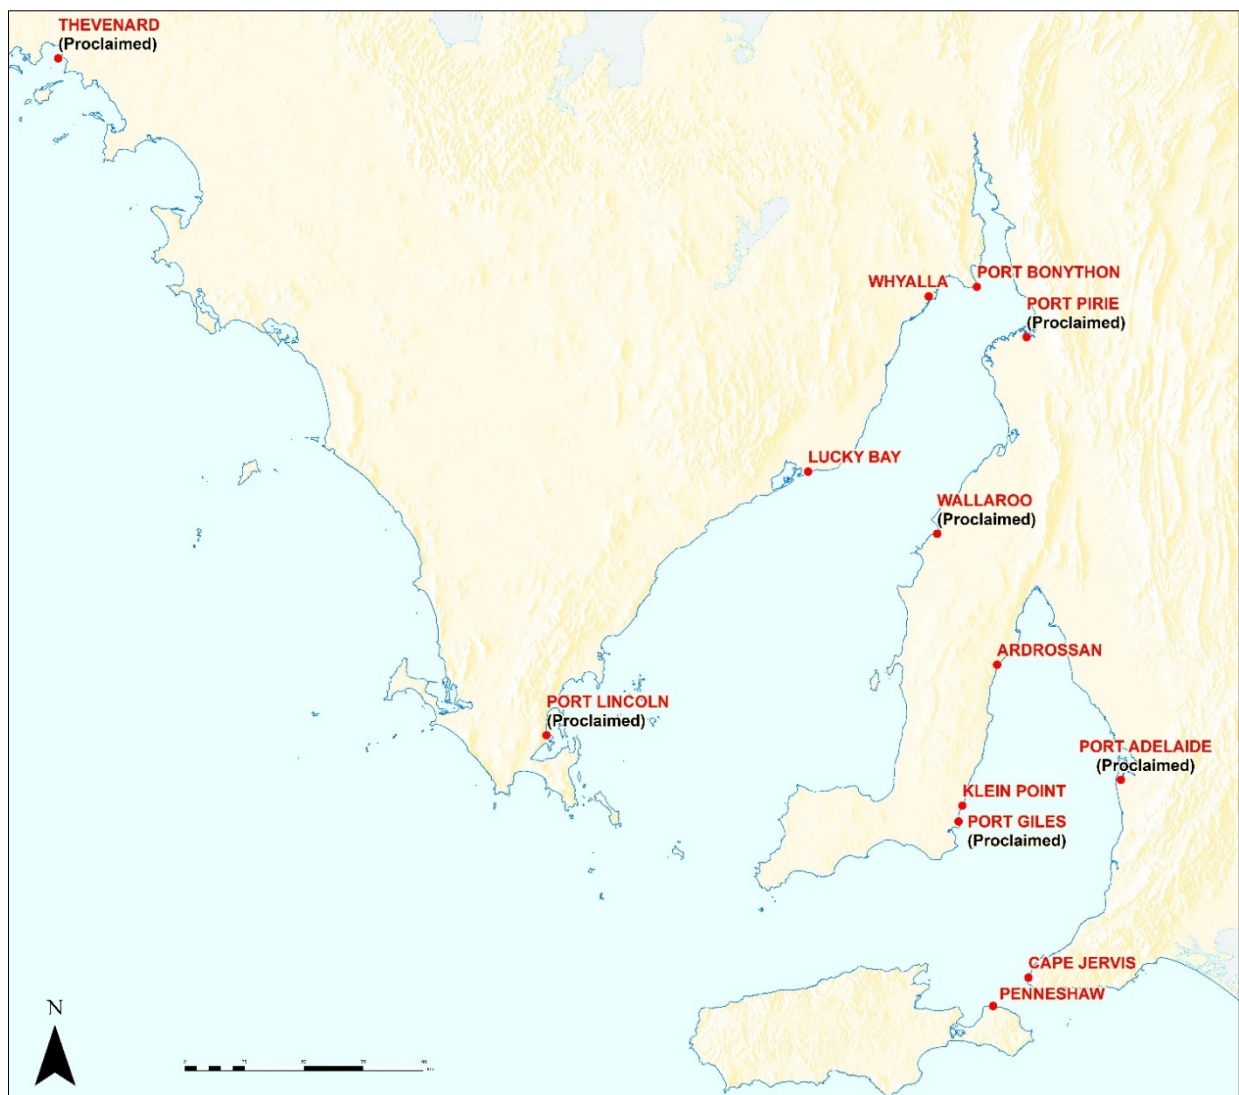 THEVENARD
(Proclaimed)
WHYALLA
PORT BONYTHON
PORT PIRIE
(Proclaimed)
LUCKY BAY
WALLAROO
(Proclaimed)
ARDROSSAN
PORT LINCOLN
(Proclaimed)
PORT ADELAIDE
(Proclaimed)
KLEIN POINT
PORT GILES
(Proclaimed)
CAPE JERVIS
PENNESHAW
N